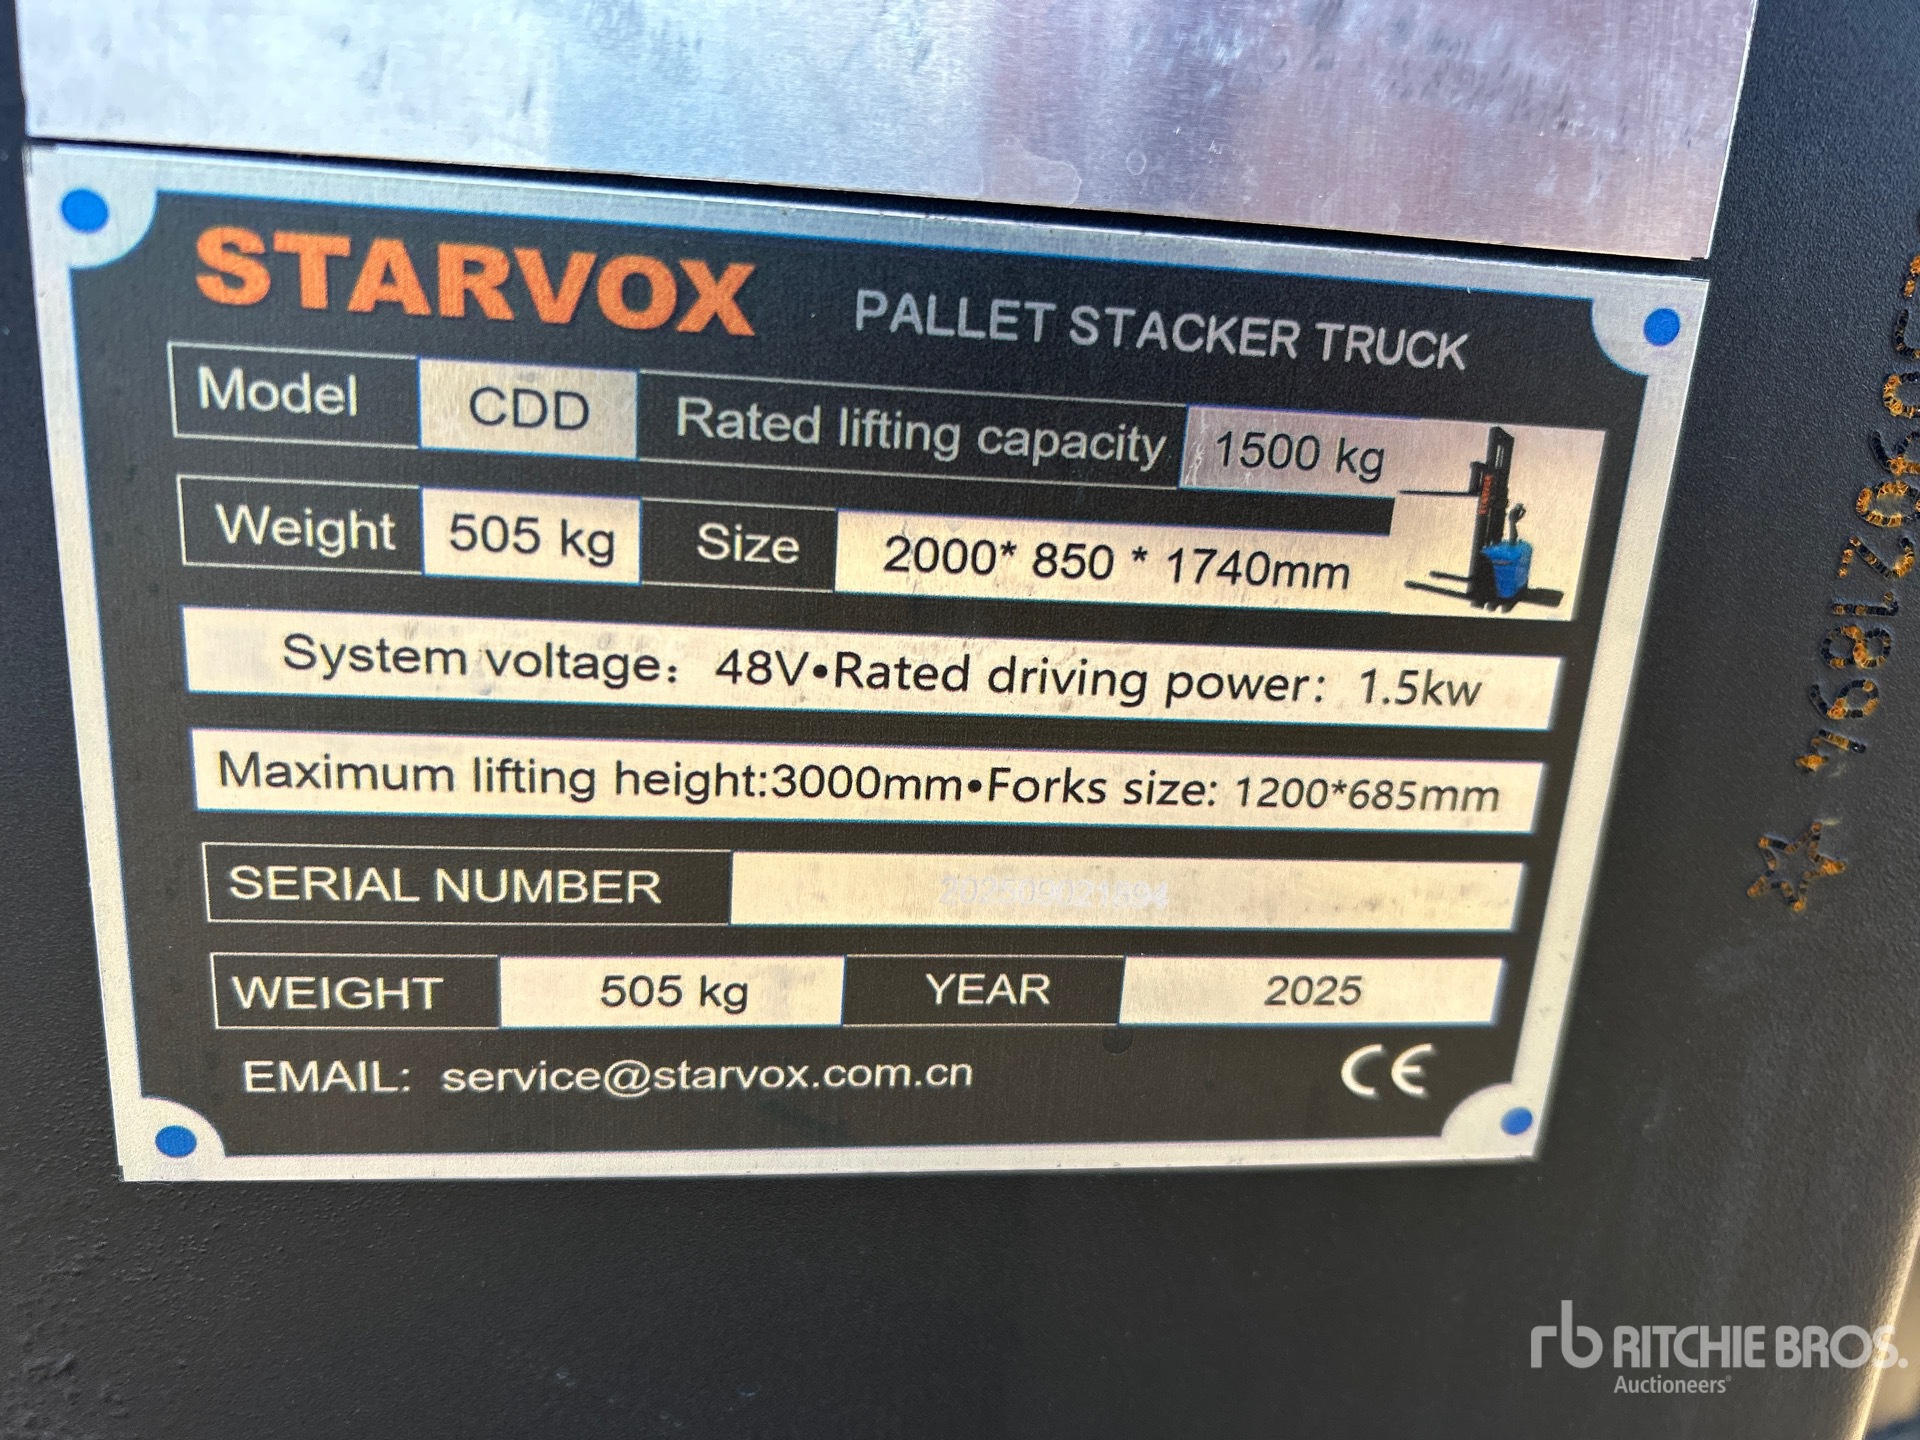 STARVOX PALLET STACKER TRUCK
Model CDD Rated lifting capacity 1500 kg
Weight 505 kg Size 2000* 850 * 1740mm
System voltage: 48V•Rated driving power: 1.5kw
Maximum lifting height:3000mm•Forks size: 1200*685mm
SERIAL NUMBER 202509021894
WEIGHT 505 kg YEAR 2025
EMAIL: service@starvox.com.cn CE
rb RITCHIE BROS.
Auctioneers